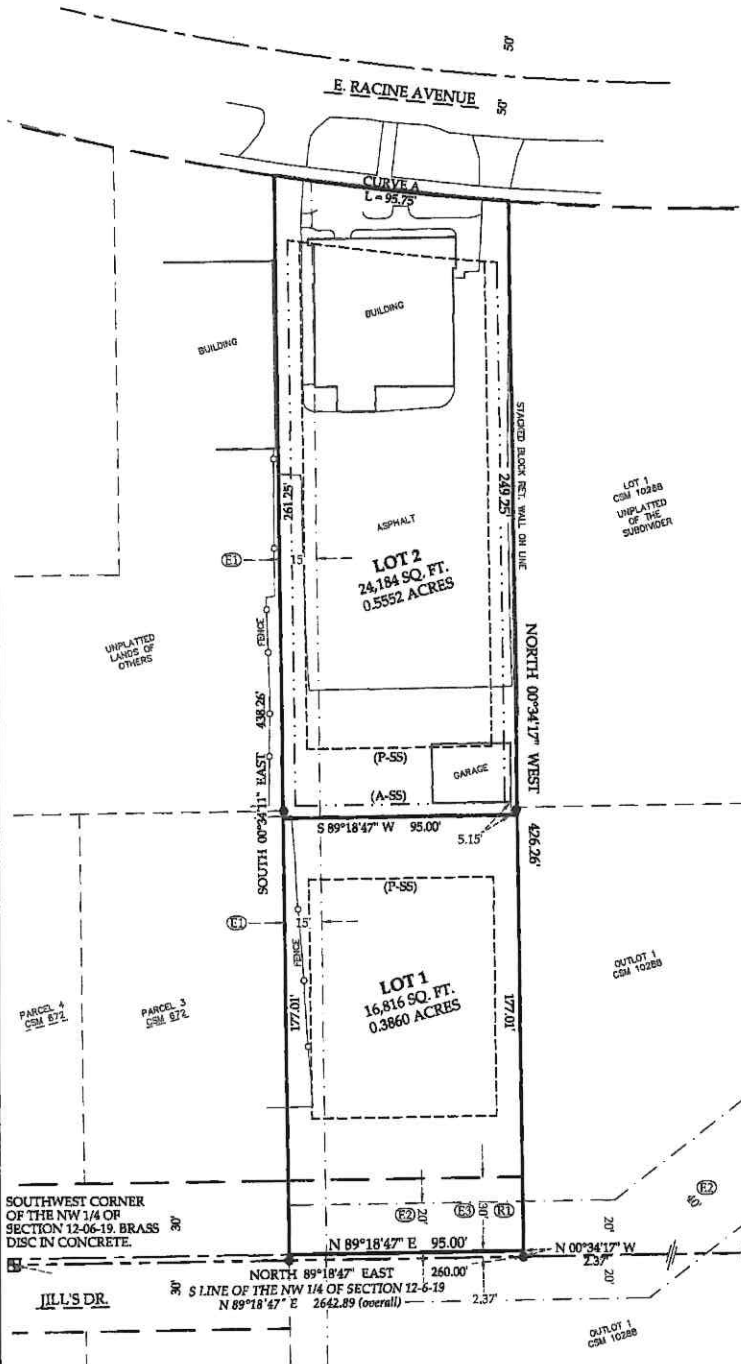 50'
E. RACINE AVENUE
50'
CURVE A
L = 95.75'
BUILDING
BUILDING
STACKED BLOCK RET. WALL ON LINE
LOT 1
CSM 10288
UNPLATTED
OF THE
SUBDIVIDER
261.25'
249.25'
ASPHALT
LOT 2
24,184 SQ. FT.
0.5552 ACRES
E1
15'
UNPLATTED
LANDS OF
OTHERS
FENCE
438.26'
SOUTH 00°34'11" EAST
NORTH 00°34'17" WEST
426.26'
(P-SS)
GARAGE
(A-SS)
S 89°18'47" W 95.00'
5.15'
(P-SS)
E1
15'
FENCE
LOT 1
16,816 SQ. FT.
0.3860 ACRES
177.01'
177.01'
OUTLOT 1
CSM 10288
PARCEL 4
CSM 672
PARCEL 3
CSM 672
SOUTHWEST CORNER
OF THE NW 1/4 OF
SECTION 12-06-19. BRASS
DISC IN CONCRETE.
30'
E2
20'
E3
30'
R1
E2
40'
20'
N 89°18'47" E 95.00'
N 00°34'17" W
2.37'
NORTH 89°18'47" EAST 260.00'
20'
S LINE OF THE NW 1/4 OF SECTION 12-6-19
N 89°18'47" E 2642.89 (overall)
2.37'
JILL'S DR.
30'
OUTLOT 1
CSM 10288